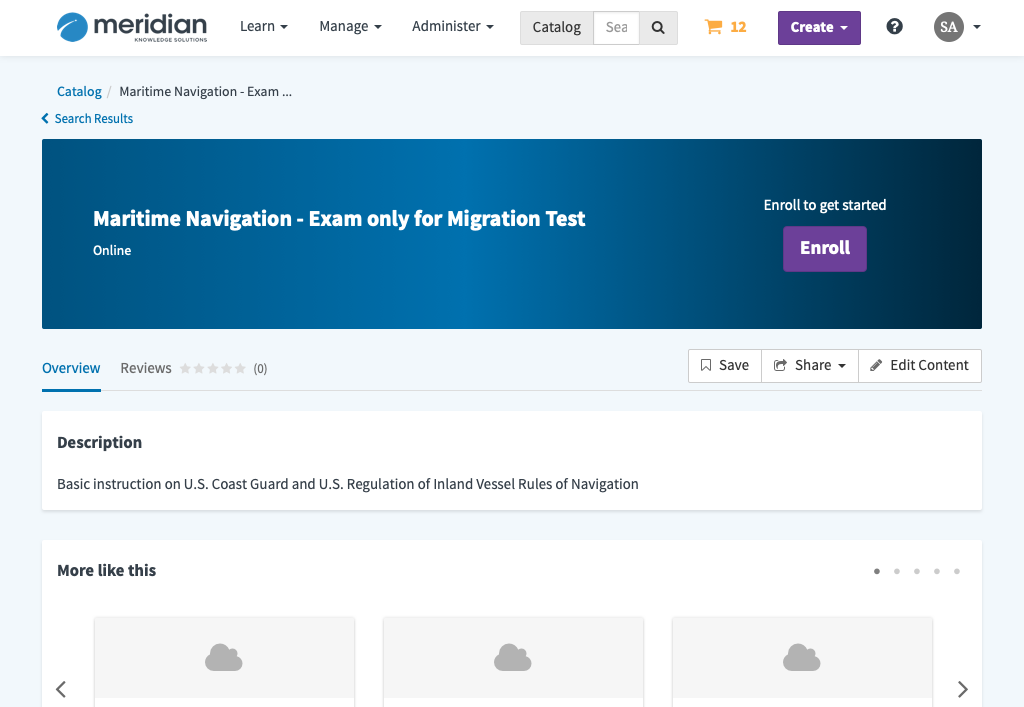 meridian
KNOWLEDGE SOLUTIONS
Learn
Manage
Administer
Catalog
Sea
12
Create
SA
Catalog / Maritime Navigation - Exam ...
Search Results
Maritime Navigation - Exam only for Migration Test
Online
Enroll to get started
Enroll
Overview
Reviews
(0)
Save
Share
Edit Content
Description
Basic instruction on U.S. Coast Guard and U.S. Regulation of Inland Vessel Rules of Navigation
More like this